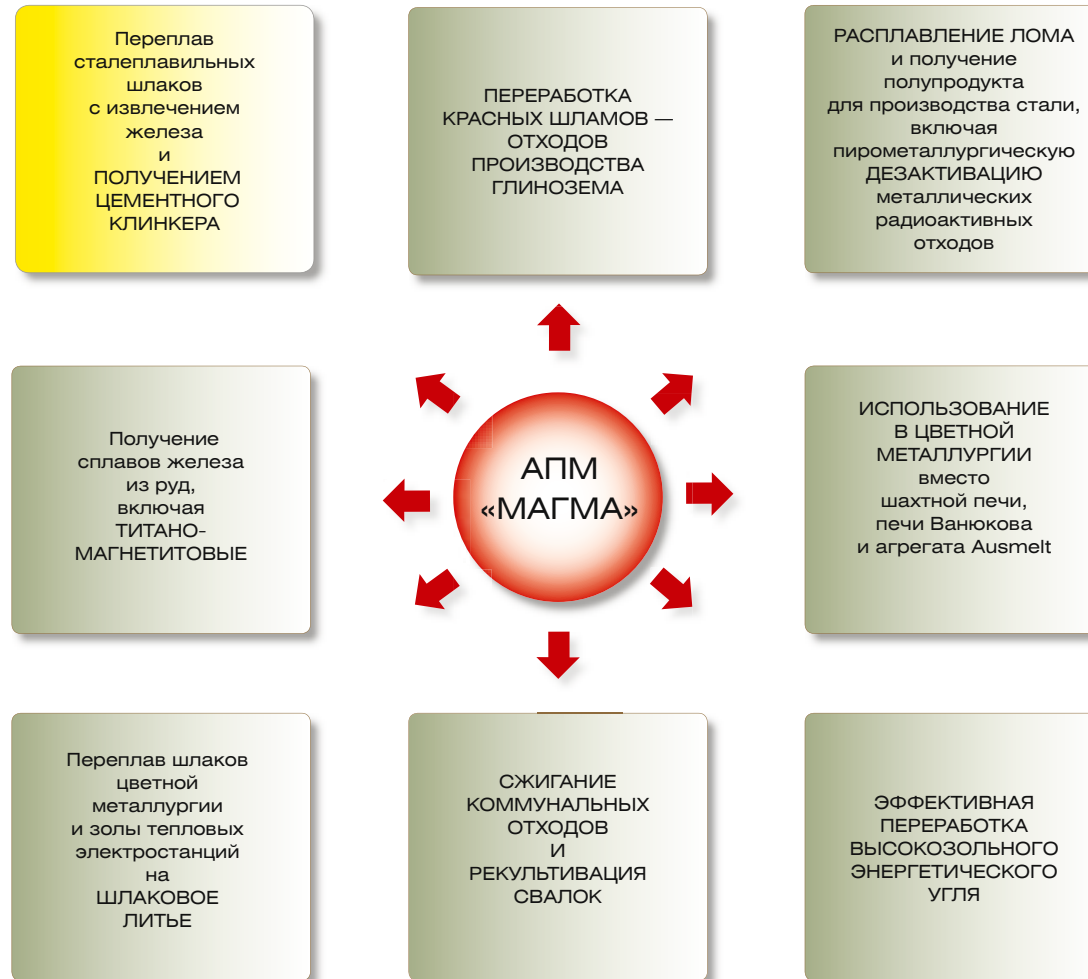 Переплав
сталеплавильных
шлаков
с извлечением
железа
и
ПОЛУЧЕНИЕМ
ЦЕМЕНТНОГО
КЛИНКЕРА
ПЕРЕРАБОТКА
КРАСНЫХ ШЛАМОВ —
ОТХОДОВ
ПРОИЗВОДСТВА
ГЛИНОЗЕМА
РАСПЛАВЛЕНИЕ ЛОМА
и получение
полупродукта
для производства стали,
включая
пирометаллургическую
ДЕЗАКТИВАЦИЮ
металлических
радиоактивных
отходов
Получение
сплавов железа
из руд,
включая
ТИТАНО-
МАГНЕТИТОВЫЕ
АПМ
«МАГМА»
ИСПОЛЬЗОВАНИЕ
В ЦВЕТНОЙ
МЕТАЛЛУРГИИ
вместо
шахтной печи,
печи Ванюкова
и агрегата Ausmelt
Переплав шлаков
цветной
металлургии
и золы тепловых
электростанций
на
ШЛАКОВОЕ
ЛИТЬЕ
СЖИГАНИЕ
КОММУНАЛЬНЫХ
ОТХОДОВ
И
РЕКУЛЬТИВАЦИЯ
СВАЛОК
ЭФФЕКТИВНАЯ
ПЕРЕРАБОТКА
ВЫСОКОЗОЛЬНОГО
ЭНЕРГЕТИЧЕСКОГО
УГЛЯ